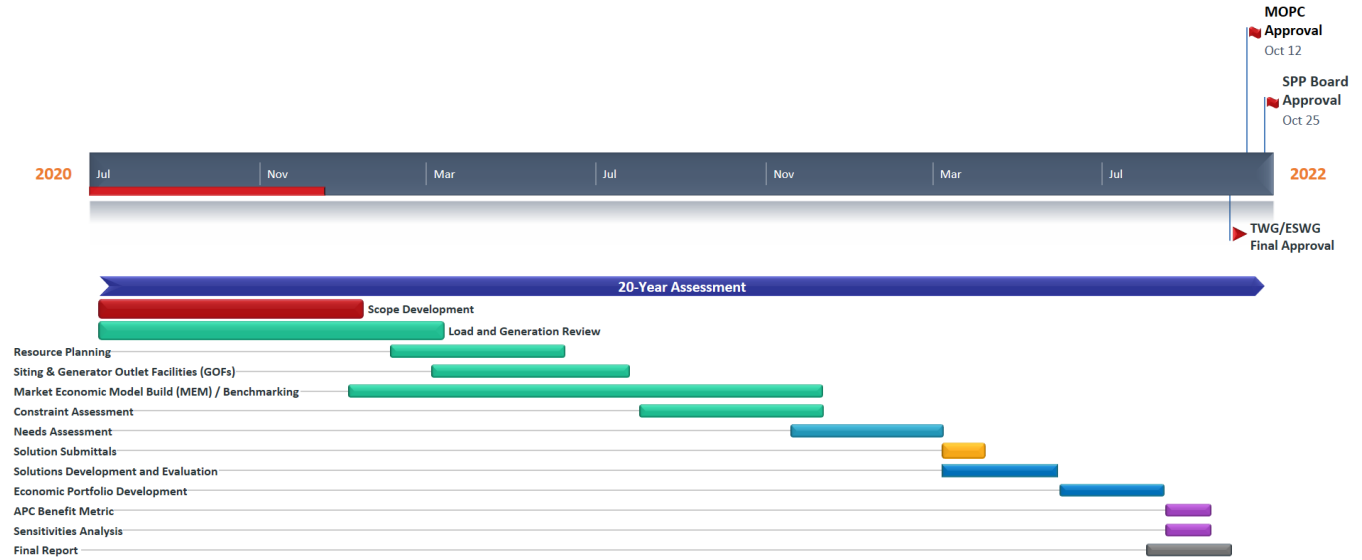 MOPC
Approval
Oct 12
SPP Board
Approval
Oct 25
2020
Jul
Nov
Mar
Jul
Nov
Mar
Jul
2022
TWG/ESWG
Final Approval
20-Year Assessment
Scope Development
Load and Generation Review
Resource Planning
Siting & Generator Outlet Facilities (GOFs)
Market Economic Model Build (MEM) / Benchmarking
Constraint Assessment
Needs Assessment
Solution Submittals
Solutions Development and Evaluation
Economic Portfolio Development
APC Benefit Metric
Sensitivities Analysis
Final Report